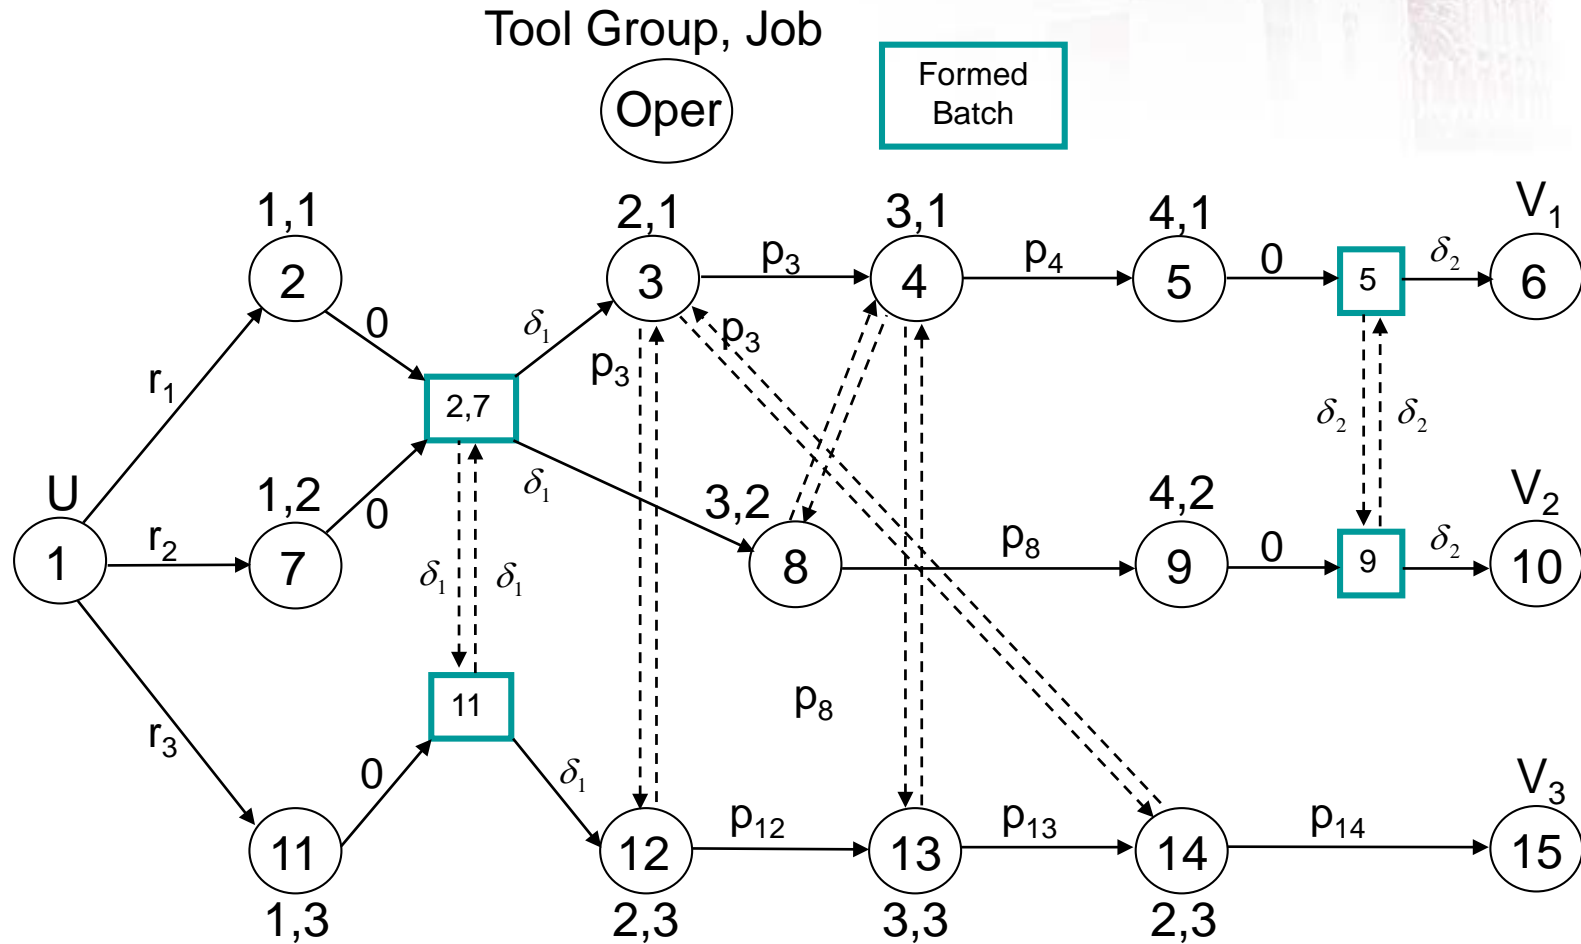 Tool Group, Job
Oper
Formed
Batch
1,1
2,1
3,1
4,1
V₁
2
3
4
5
5
6
0
p₃
p₄
0
δ₂
r₁
δ₁
p₃
p₃
2,7
δ₂
δ₂
U
1,2
0
δ₁
3,2
4,2
V₂
1
r₂
7
8
p₈
9
0
9
δ₂
10
δ₁
δ₁
r₃
11
p₈
0
δ₁
V₃
11
12
p₁₂
13
p₁₃
14
p₁₄
15
1,3
2,3
3,3
2,3